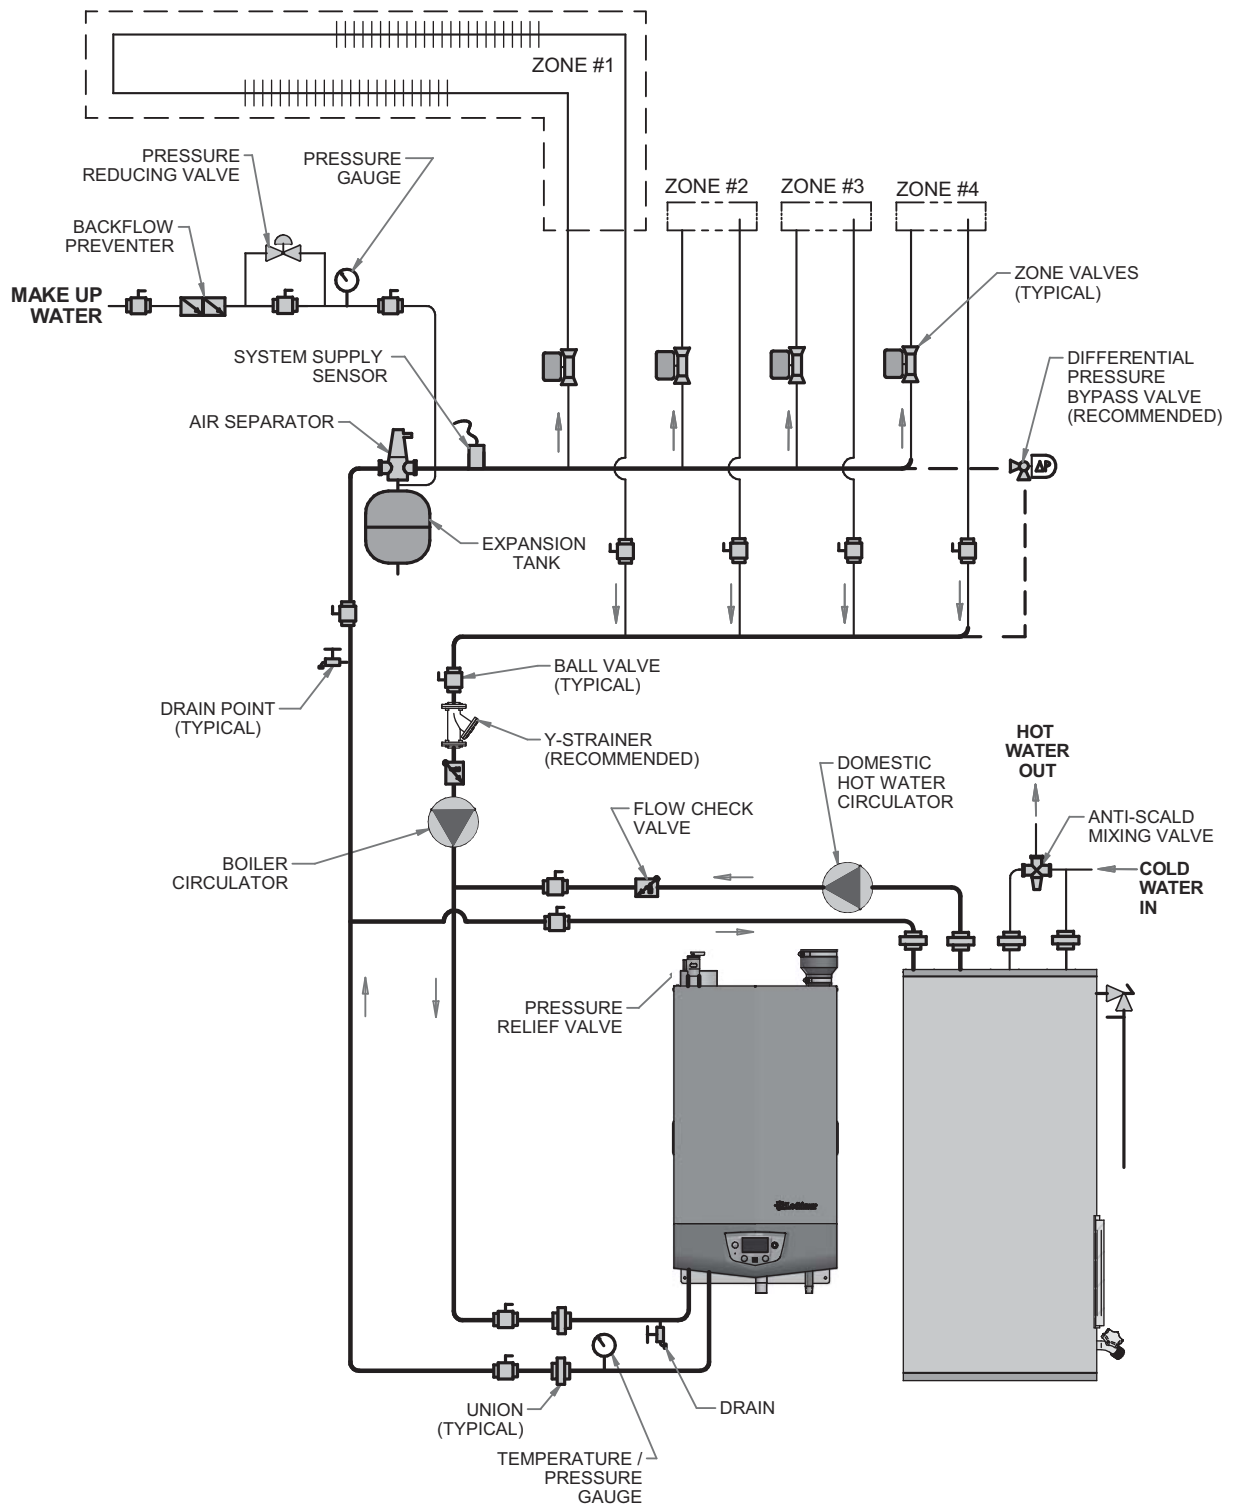 ZONE #1
PRESSURE
REDUCING VALVE
PRESSURE
GAUGE
ZONE #2
ZONE #3
ZONE #4
BACKFLOW
PREVENTER
MAKE UP
WATER
ZONE VALVES
(TYPICAL)
SYSTEM SUPPLY
SENSOR
DIFFERENTIAL
PRESSURE
BYPASS VALVE
(RECOMMENDED)
AIR SEPARATOR
ΔP
EXPANSION
TANK
BALL VALVE
(TYPICAL)
DRAIN POINT
(TYPICAL)
Y-STRAINER
(RECOMMENDED)
HOT
WATER
OUT
DOMESTIC
HOT WATER
CIRCULATOR
FLOW CHECK
VALVE
ANTI-SCALD
MIXING VALVE
BOILER
CIRCULATOR
COLD
WATER
IN
PRESSURE
RELIEF VALVE
Lochinvar
UNION
(TYPICAL)
DRAIN
TEMPERATURE /
PRESSURE
GAUGE